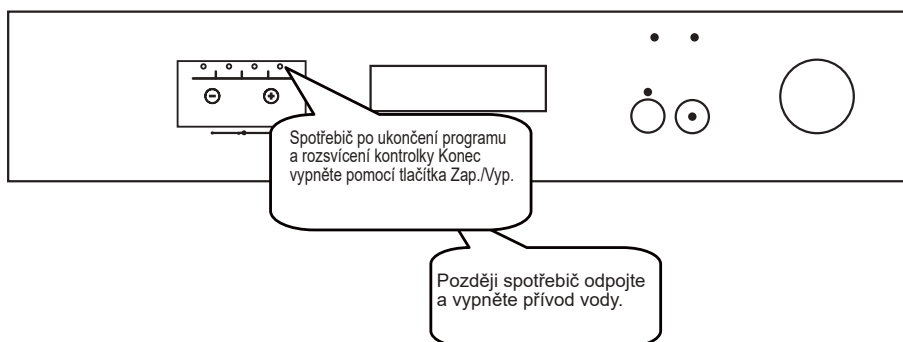 Spotřebič po ukončení programu
a rozsvícení kontrolky Konec
vypněte pomocí tlačítka Zap./Vyp.
Později spotřebič odpojte
a vypněte přívod vody.